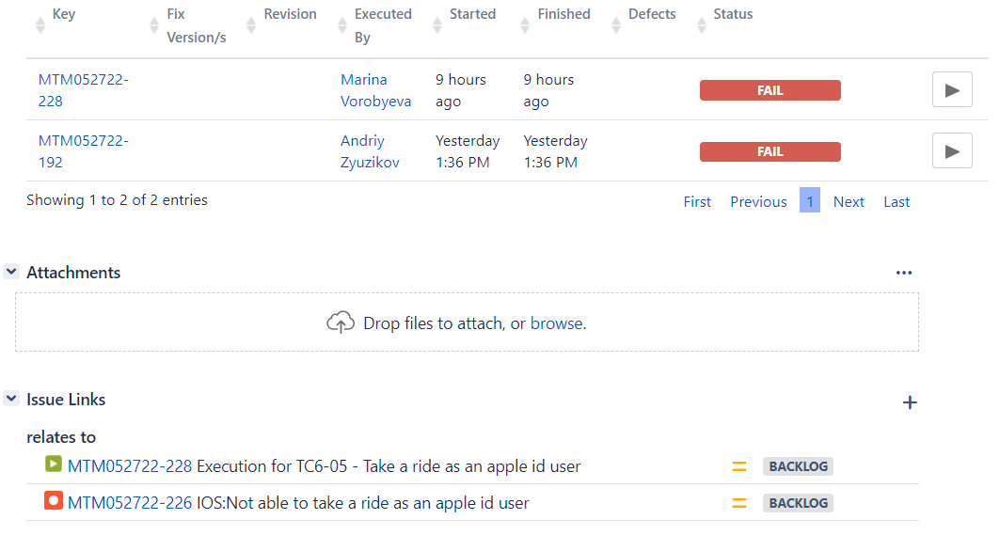 Key Fix Version/s Revision Executed By Started Finished Defects Status
MTM052722-228 Marina Vorobyeva 9 hours ago 9 hours ago FAIL
MTM052722-192 Andriy Zyuzikov Yesterday 1:36 PM Yesterday 1:36 PM FAIL
Showing 1 to 2 of 2 entries First Previous 1 Next Last
Attachments
Drop files to attach, or browse.
Issue Links
relates to
MTM052722-228 Execution for TC6-05 - Take a ride as an apple id user BACKLOG
MTM052722-226 IOS:Not able to take a ride as an apple id user BACKLOG